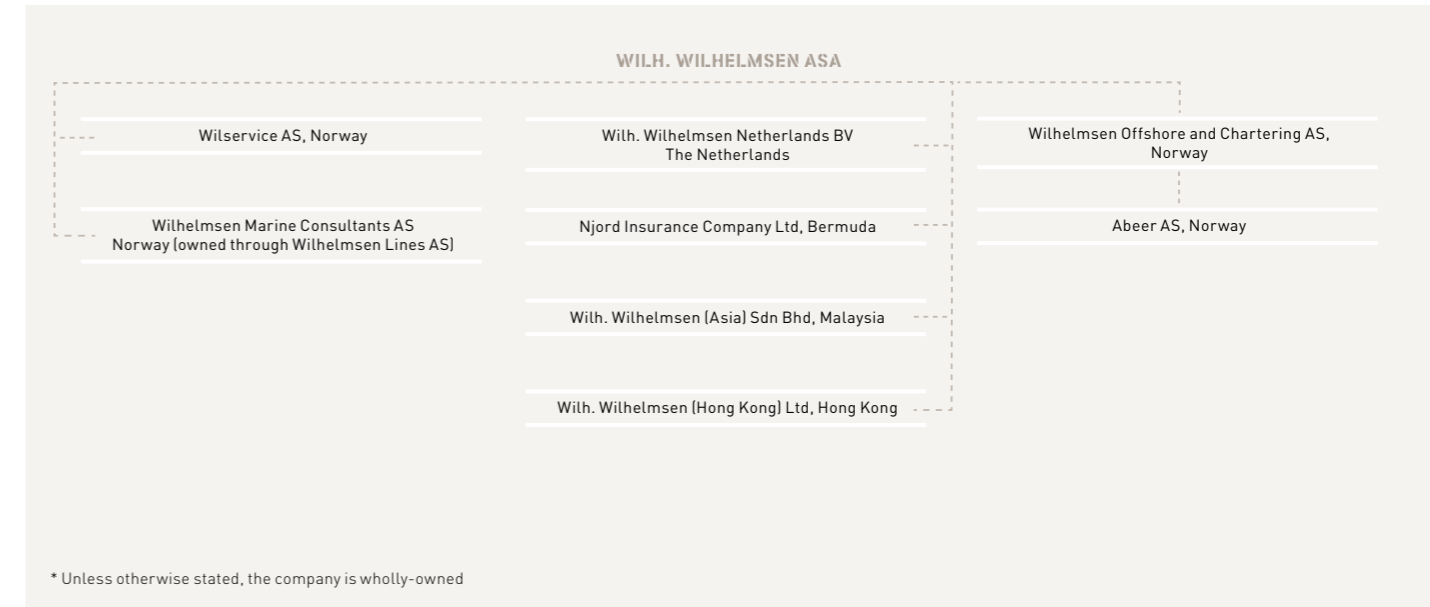 WILH. WILHELMSEN ASA
Wilservice AS, Norway
Wilhelmsen Marine Consultants AS
Norway (owned through Wilhelmsen Lines AS)
Wilh. Wilhelmsen Netherlands BV
The Netherlands
Njord Insurance Company Ltd, Bermuda
Wilh. Wilhelmsen (Asia) Sdn Bhd, Malaysia
Wilh. Wilhelmsen (Hong Kong) Ltd, Hong Kong
Wilhelmsen Offshore and Chartering AS,
Norway
Abeer AS, Norway
* Unless otherwise stated, the company is wholly-owned